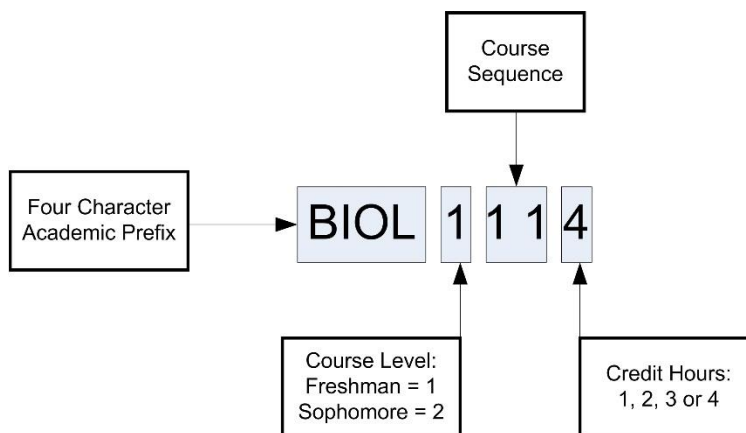 Course
Sequence
Four Character
Academic Prefix
BIOL 1 1 1 4
Course Level:
Freshman = 1
Sophomore = 2
Credit Hours:
1, 2, 3 or 4